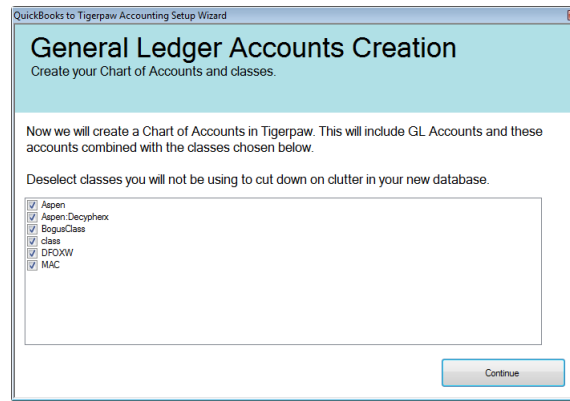 QuickBooks to Tigerpaw Accounting Setup Wizard
General Ledger Accounts Creation
Create your Chart of Accounts and classes.
Now we will create a Chart of Accounts in Tigerpaw. This will include GL Accounts and these
accounts combined with the classes chosen below.
Deselect classes you will not be using to cut down on clutter in your new database.
Aspen
Aspen:Decypherx
BogusClass
class
DFOXW
MAC
Continue